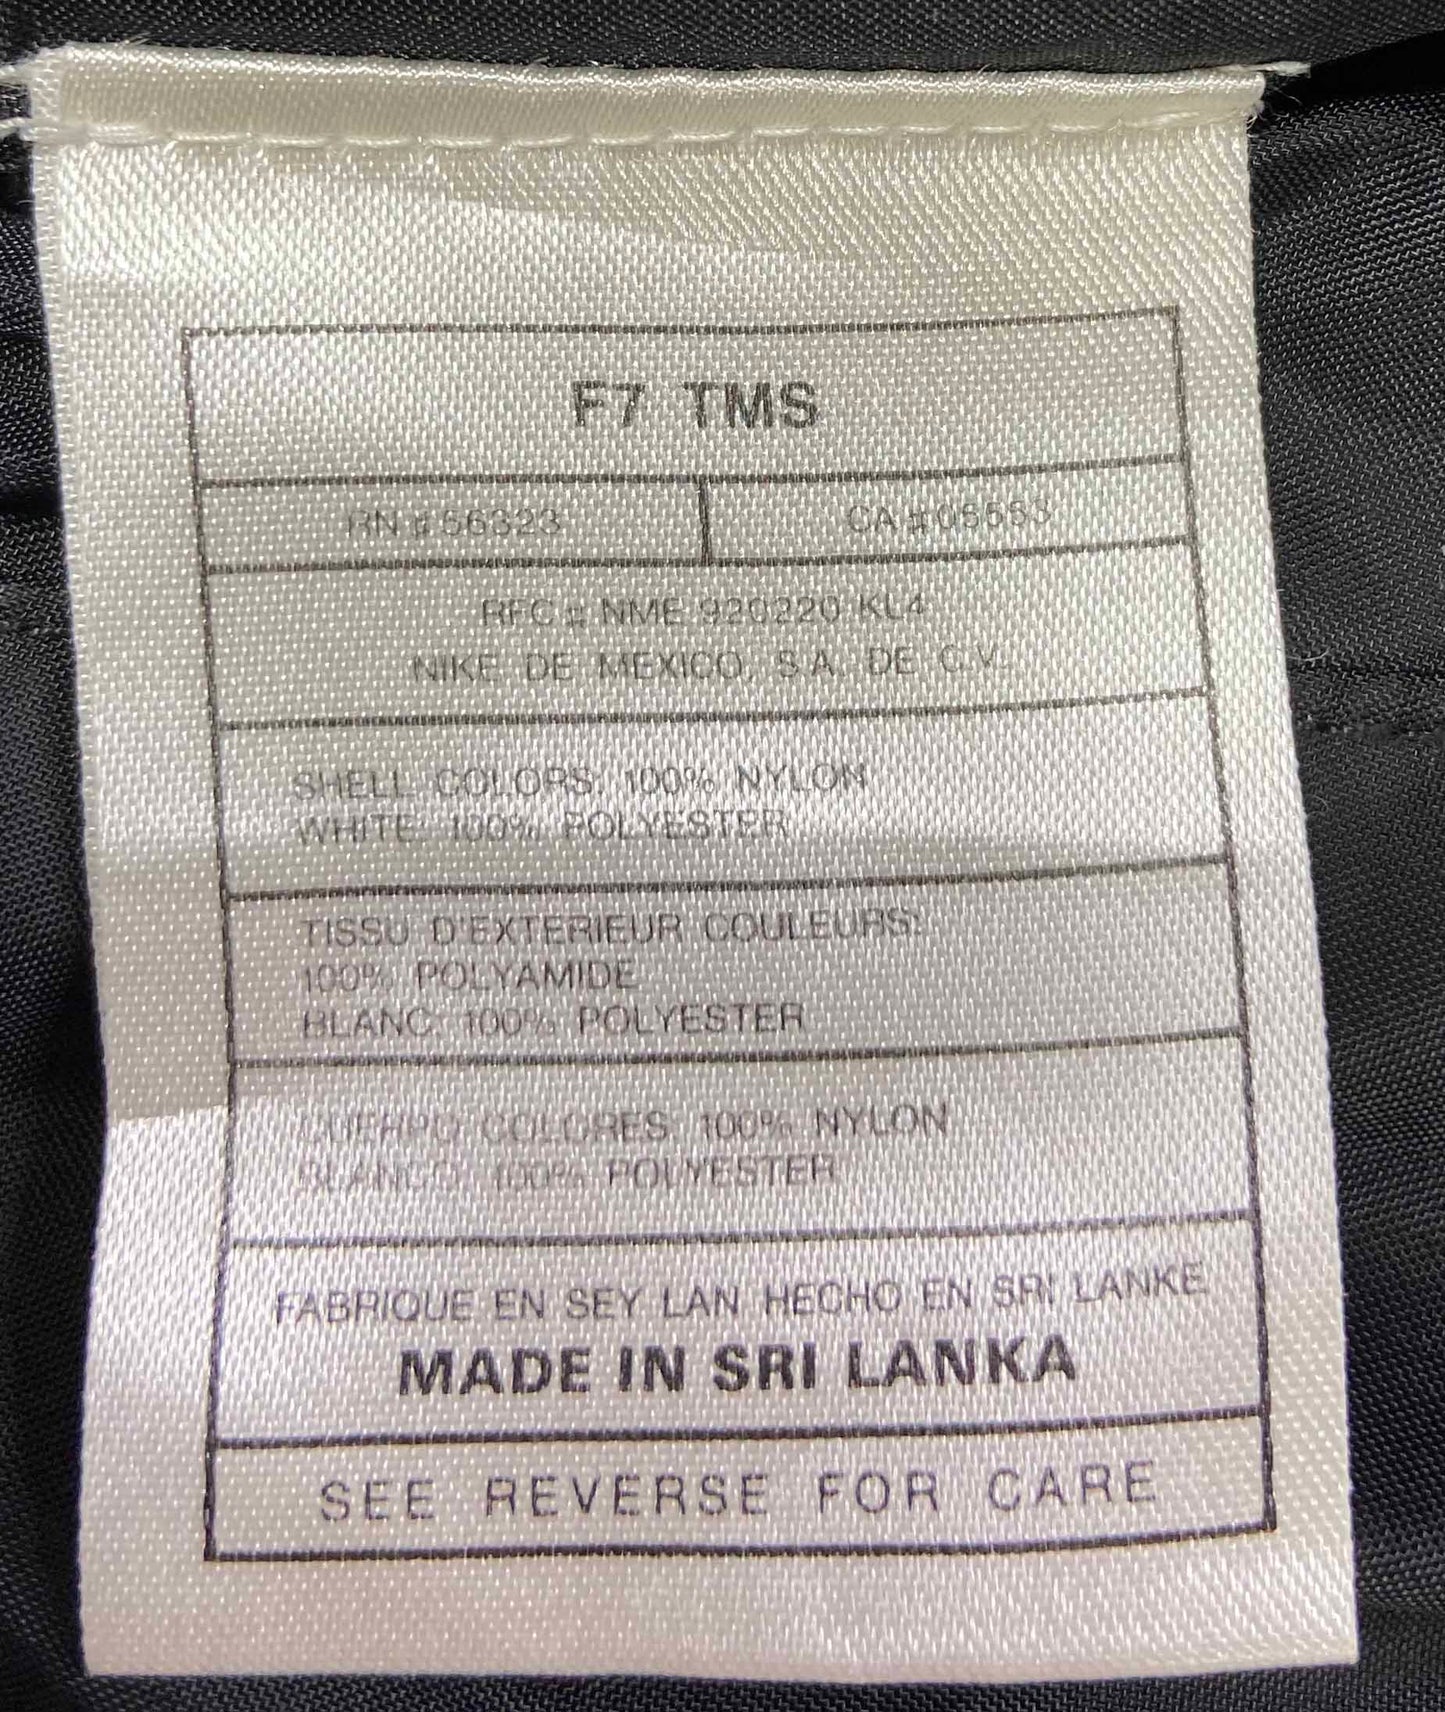 F7 TMS
RN # 56323 CA # 05553
RFC # NME 920220 KL4
NIKE DE MEXICO, S.A. DE C.V.
SHELL COLORS: 100% NYLON
WHITE: 100% POLYESTER
TISSU D'EXTERIEUR COULEURS:
100% POLYAMIDE
BLANC: 100% POLYESTER
CUERPO COLORES: 100% NYLON
BLANCO: 100% POLYESTER
FABRIQUE EN SEY LAN HECHO EN SRI LANKE
MADE IN SRI LANKA
SEE REVERSE FOR CARE